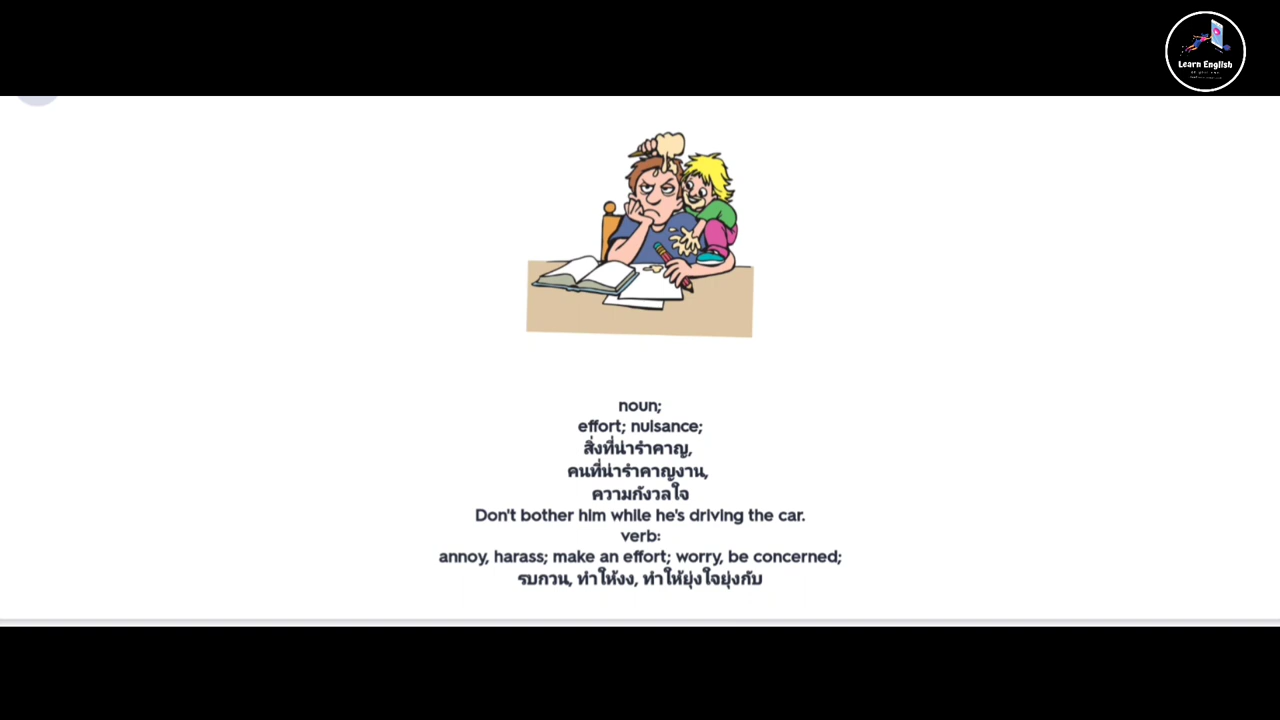 Learn English
noun;
effort; nuisance;
สิ่งที่น่ารำคาญ,
คนที่น่ารำคาญงาน,
ความกังวลใจ
Don't bother him while he's driving the car.
verb:
annoy, harass; make an effort; worry, be concerned;
รบกวน, ทำให้งง, ทำให้ยุ่งใจยุ่งกับ